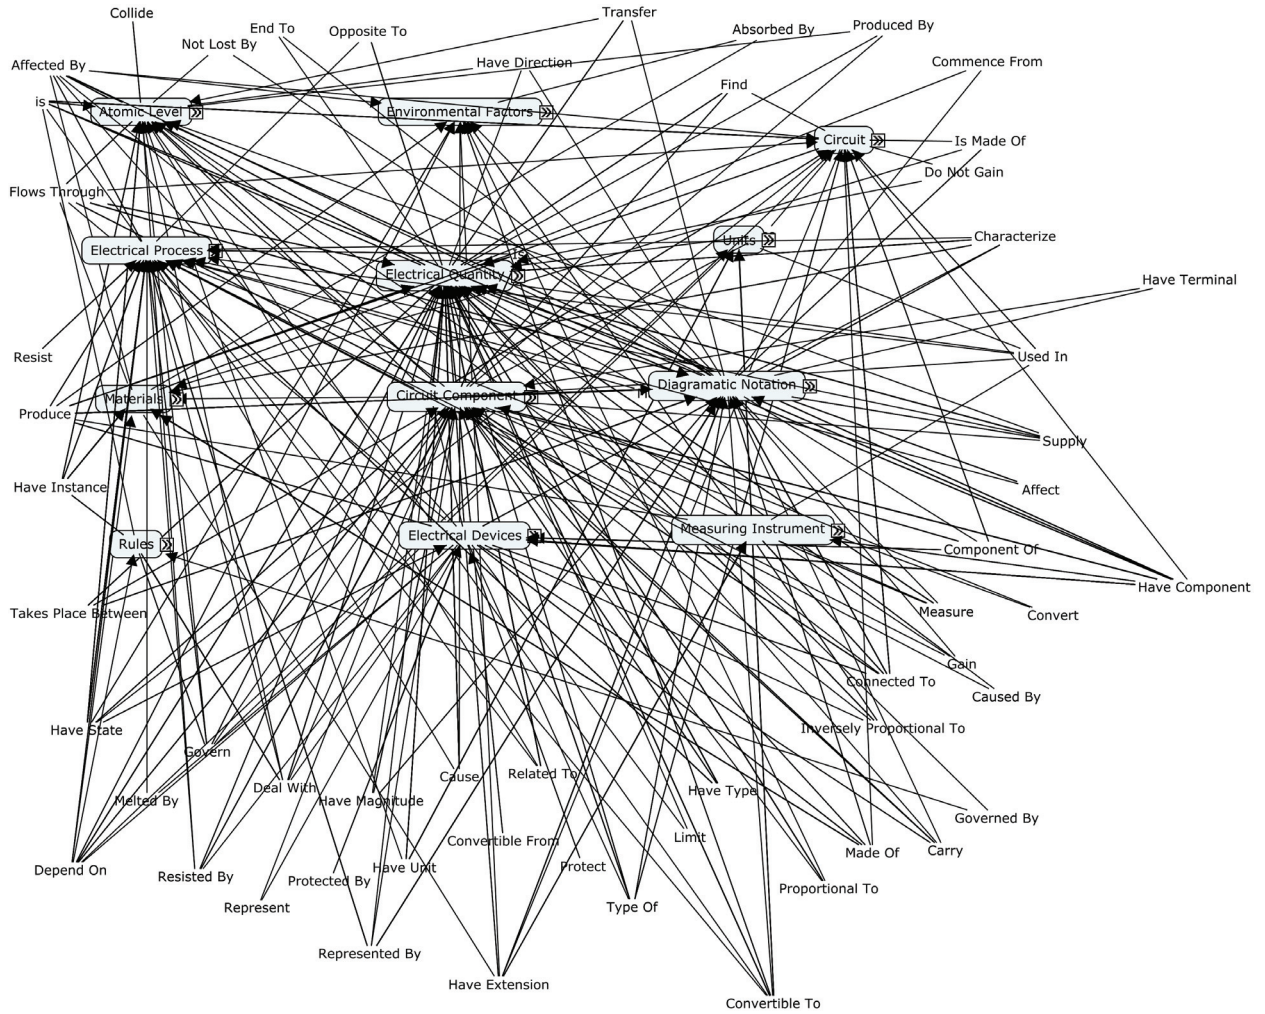 Collide
Transfer
End To
Opposite To
Absorbed By
Produced By
Not Lost By
Affected By
Have Direction
Commence From
Find
is
Atomic Level
Environmental Factors
Circuit
Is Made Of
Do Not Gain
Flows Through
Characterize
Units
Electrical Process
Electrical Quantity
Have Terminal
Resist
Used In
Diagramatic Notation
Materials
Circuit Component
Produce
Supply
Have Instance
Affect
Measuring Instrument
Electrical Devices
Rules
Component Of
Have Component
Takes Place Between
Measure
Convert
Gain
Connected To
Caused By
Have State
Inversely Proportional To
Govern
Cause
Related To
Deal With
Have Magnitude
Have Type
Melted By
Governed By
Limit
Convertible From
Made Of
Carry
Depend On
Resisted By
Protected By
Have Unit
Protect
Proportional To
Represent
Type Of
Represented By
Have Extension
Convertible To